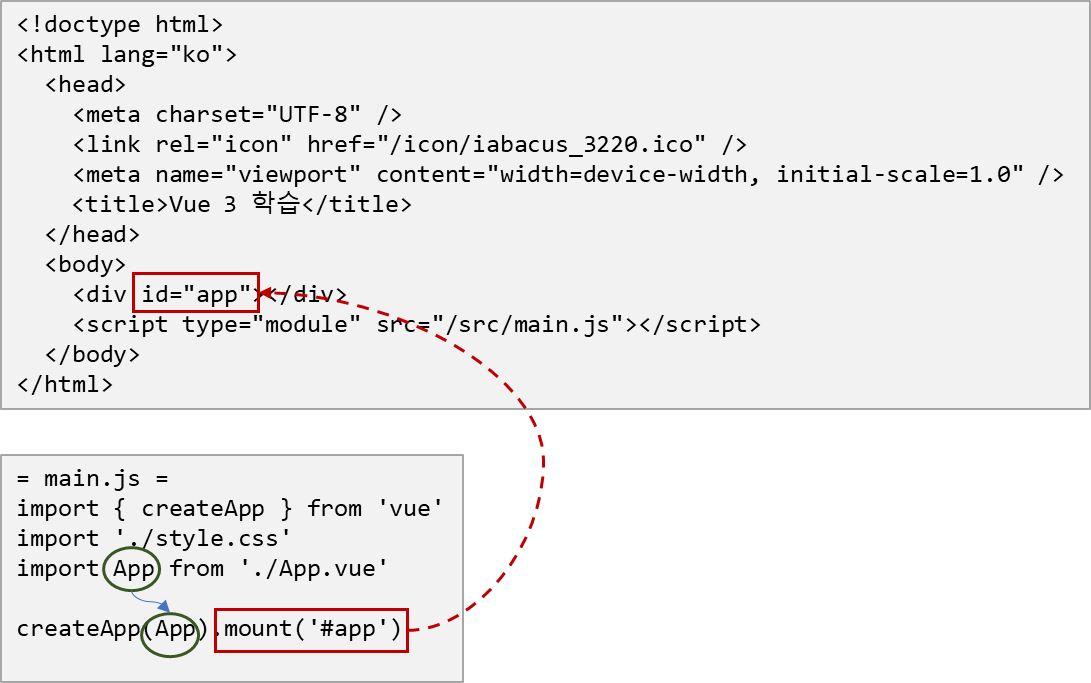 <!doctype html>
<html lang="ko">
  <head>
    <meta charset="UTF-8" />
    <link rel="icon" href="/icon/iabacus_3220.ico" />
    <meta name="viewport" content="width=device-width, initial-scale=1.0" />
    <title>Vue 3 학습</title>
  </head>
  <body>
    <div id="app"></div>
    <script type="module" src="/src/main.js"></script>
  </body>
</html>
= main.js =
import { createApp } from 'vue'
import './style.css'
import App from './App.vue'
createApp(App).mount('#app')